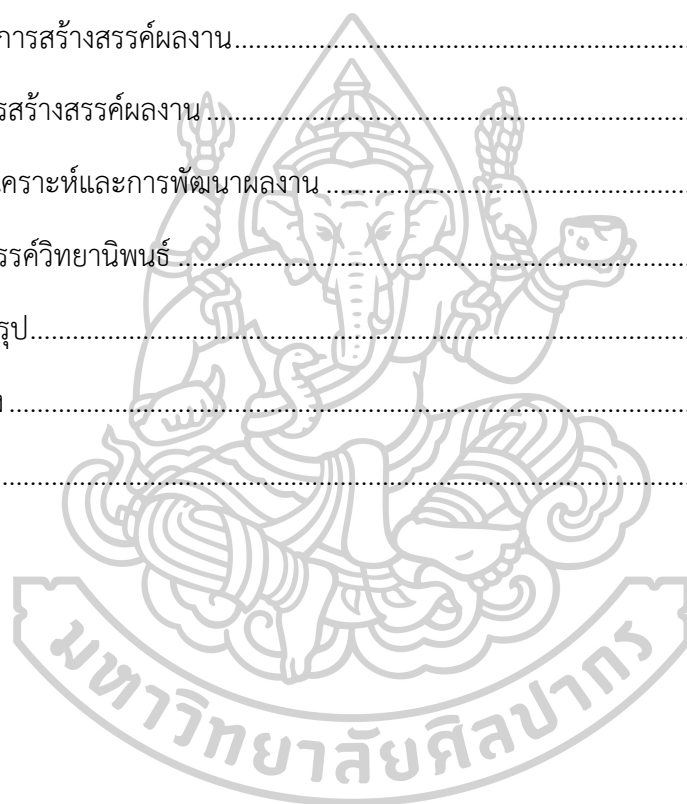 การสร้างสรรค์ผลงาน
รสร้างสรรค์ผลงาน
เคราะห์และการพัฒนาผลงาน
รรค์วิทยานิพนธ์
รุป
มหาวิทยาลัยศิลปากร